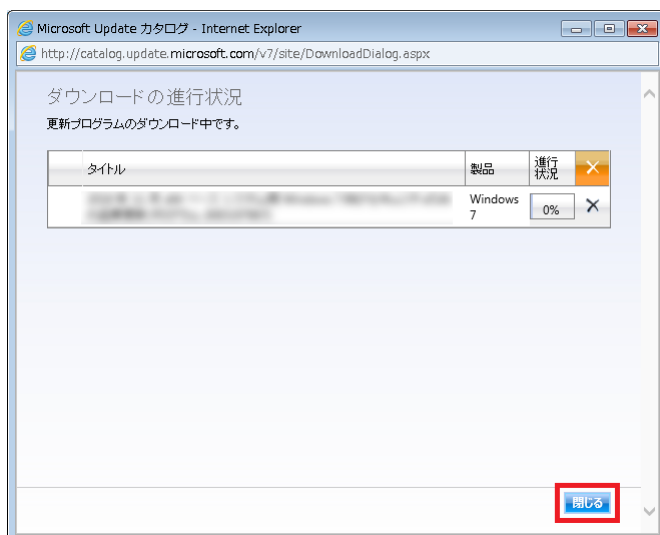 Microsoft Update カタログ - Internet Explorer
http://catalog.update.microsoft.com/v7/site/DownloadDialog.aspx
ダウンロードの進行状況
更新プログラムのダウンロード中です。
タイトル
製品
進行
状況
Windows
7
0%
閉じる